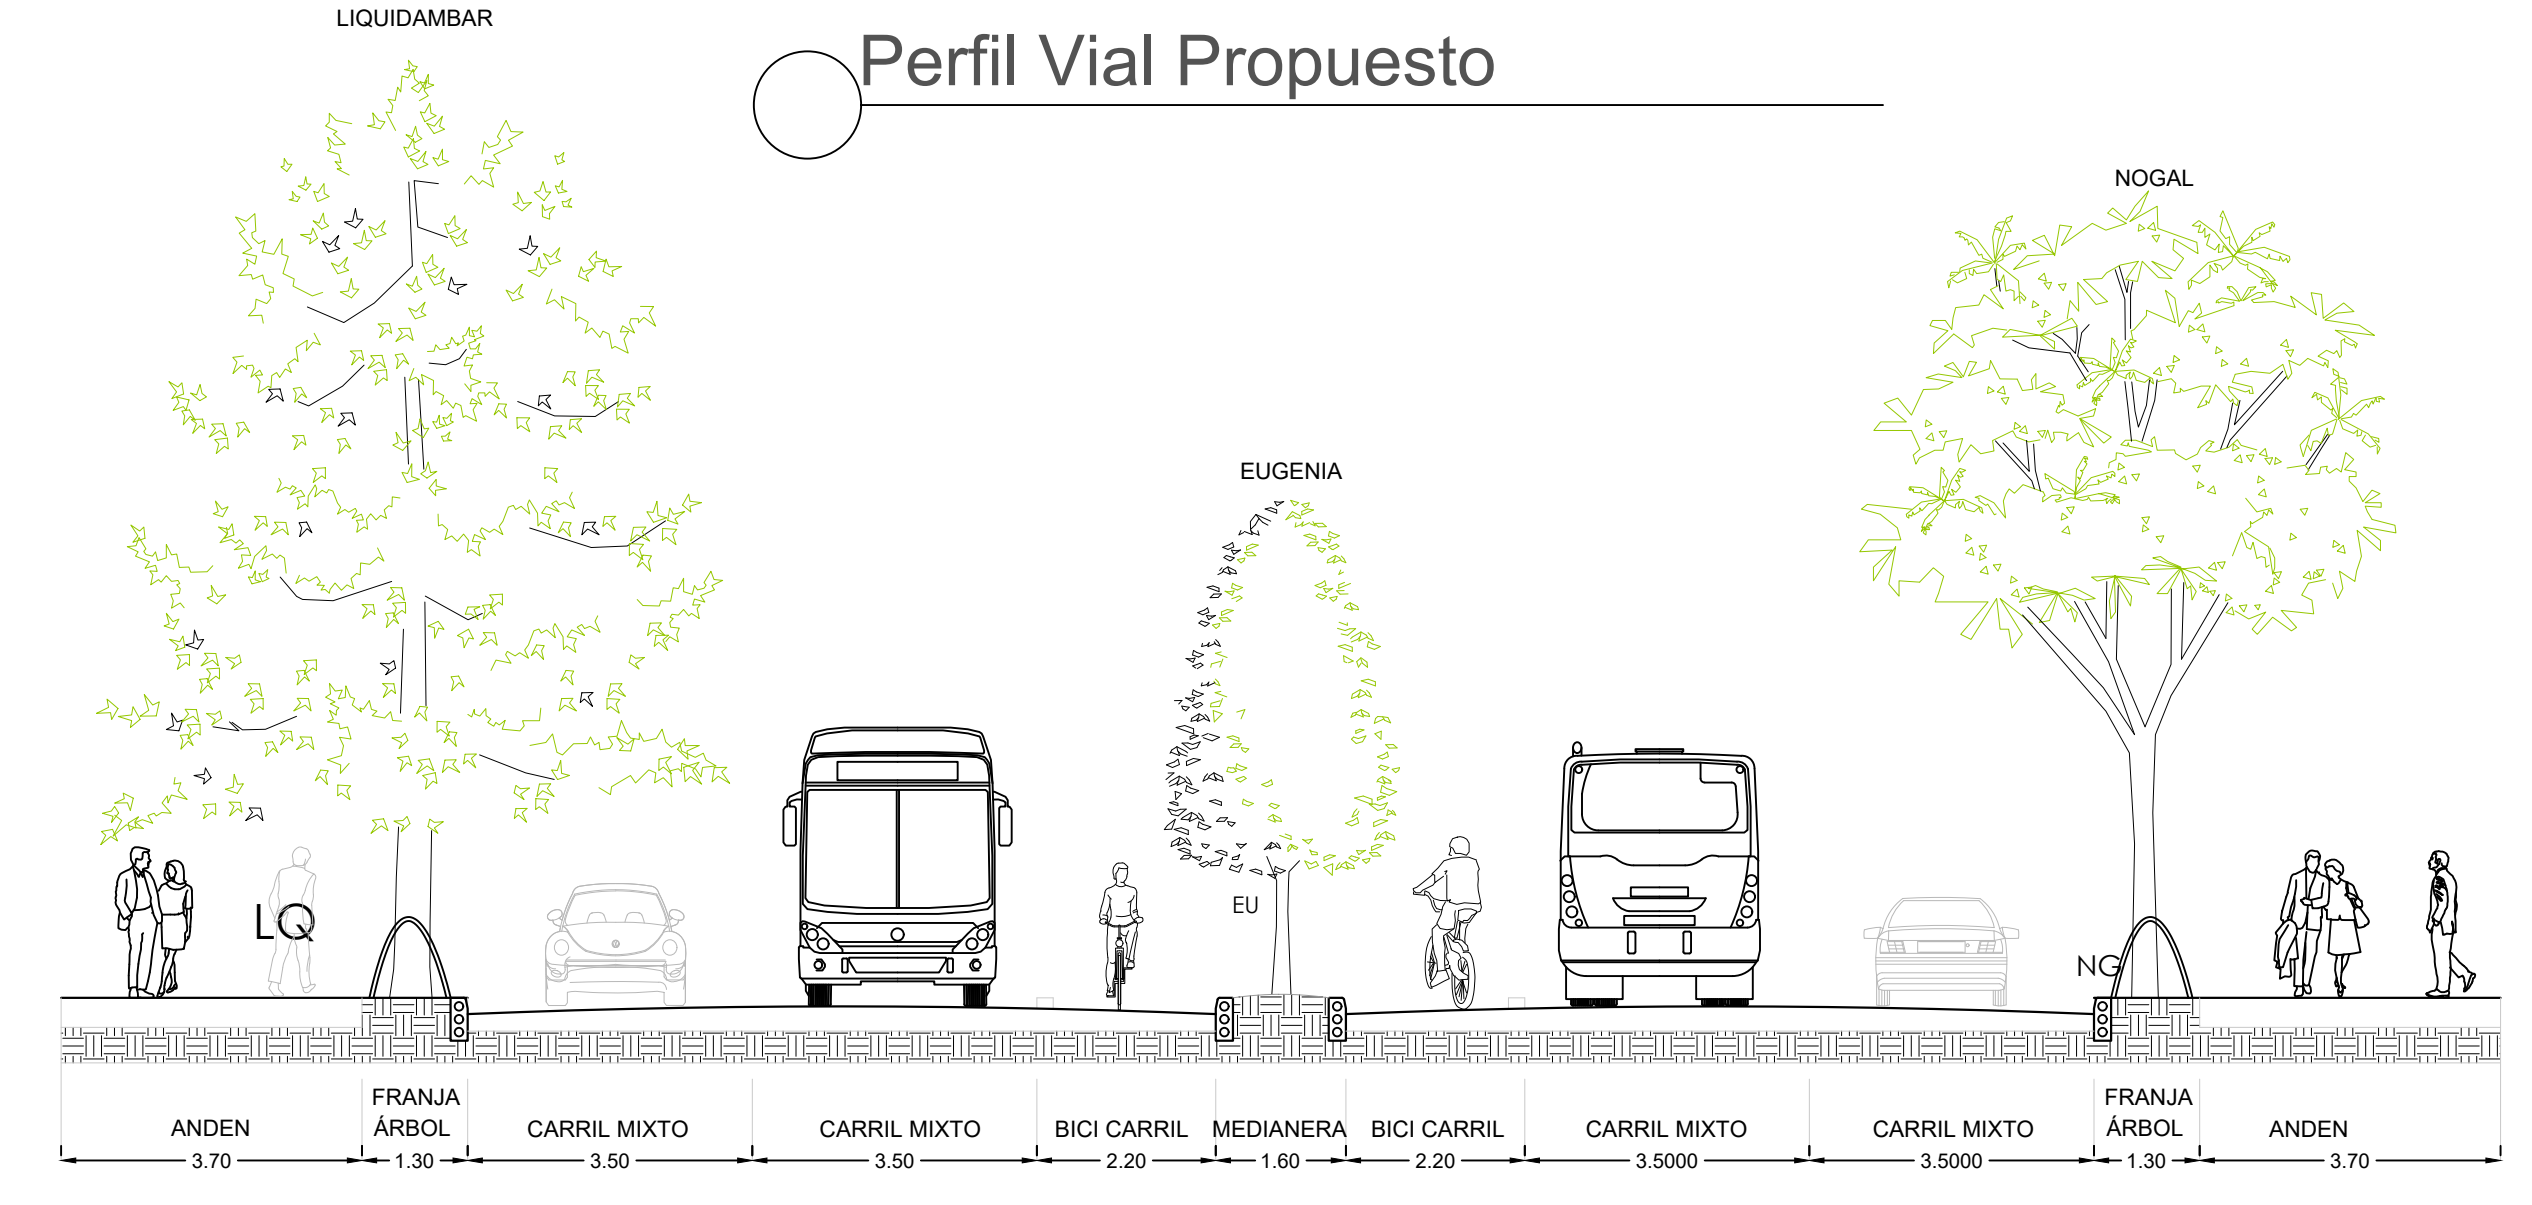 LIQUIDAMBAR
Perfil Vial Propuesto
NOGAL
EUGENIA
EU
LQ
NG
FRANJA
ÁRBOL
FRANJA
ÁRBOL
ANDEN
CARRIL MIXTO
CARRIL MIXTO
BICI CARRIL
MEDIANERA
BICI CARRIL
CARRIL MIXTO
CARRIL MIXTO
ANDEN
3.70
1.30
3.50
3.50
2.20
1.60
2.20
3.5000
3.5000
1.30
3.70